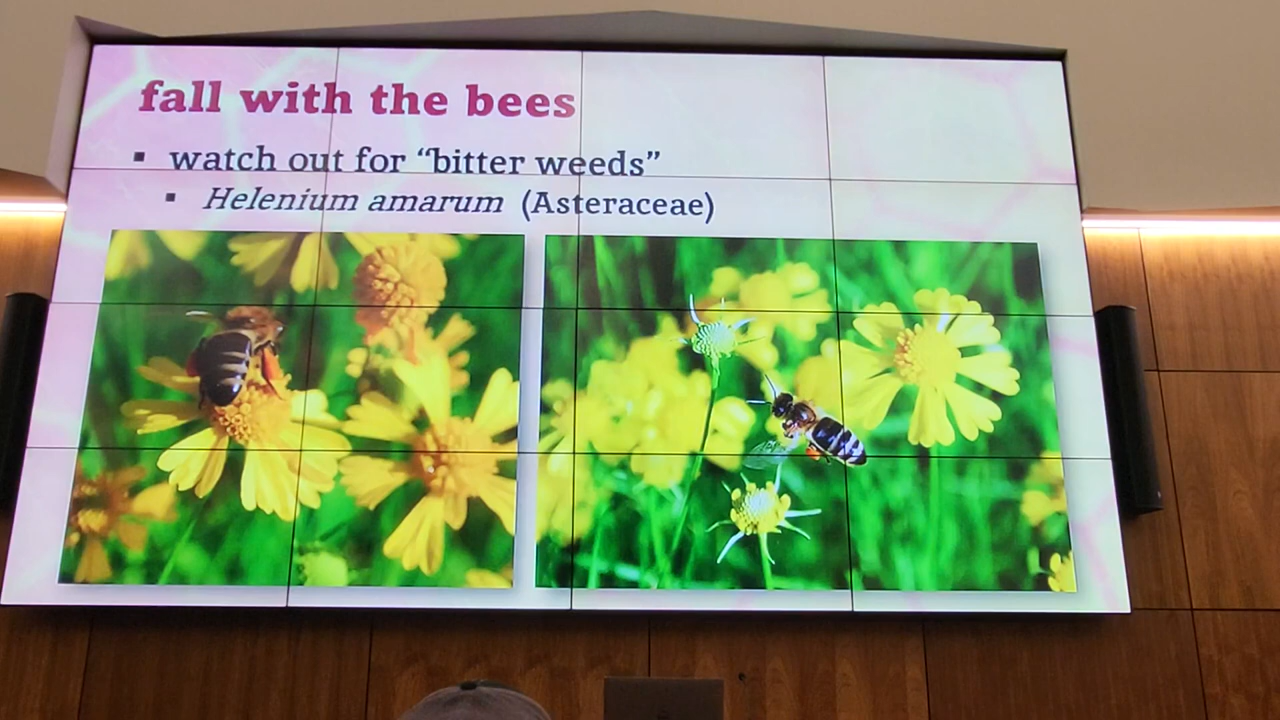 fall with the bees
▪ watch out for “bitter weeds”
▪ Helenium amarum (Asteraceae)